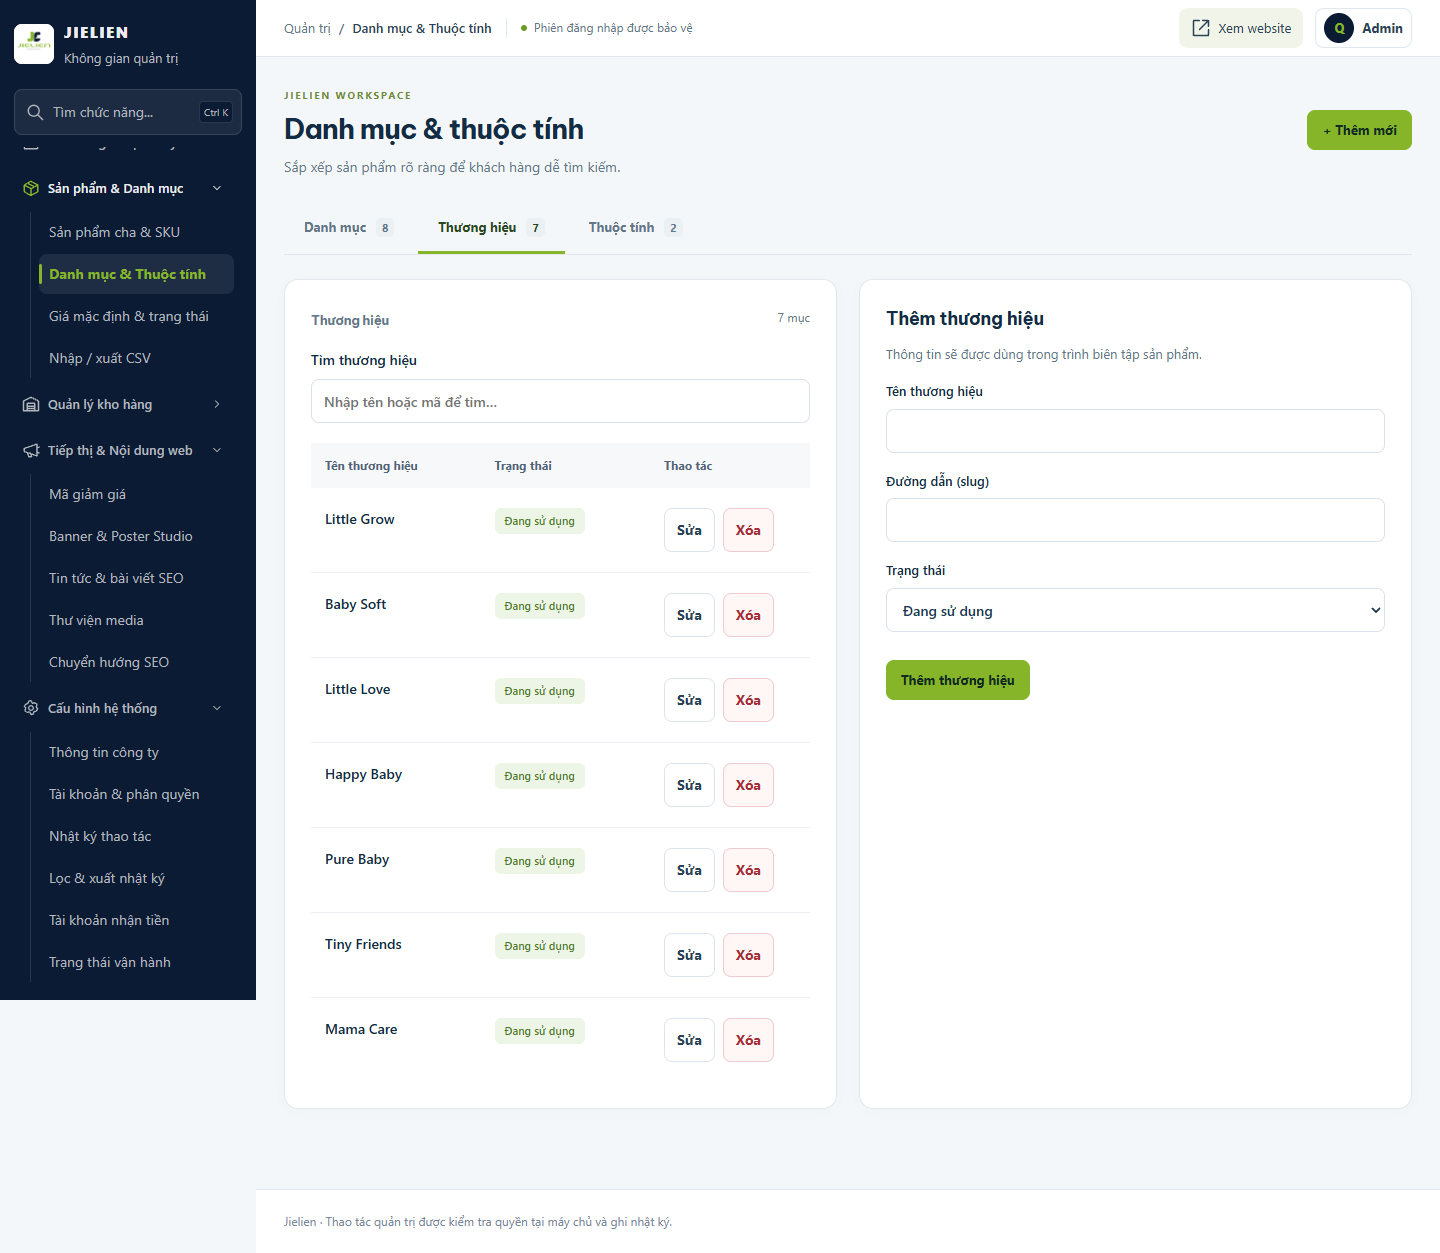 JIELIEN
Không gian quản trị
Tìm chức năng...
Ctrl K
Sản phẩm & Danh mục
Sản phẩm cha & SKU
Danh mục & Thuộc tính
Giá mặc định & trạng thái
Nhập / xuất CSV
Quản lý kho hàng
Tiếp thị & Nội dung web
Mã giảm giá
Banner & Poster Studio
Tin tức & bài viết SEO
Thư viện media
Chuyển hướng SEO
Cấu hình hệ thống
Thông tin công ty
Tài khoản & phân quyền
Nhật ký thao tác
Lọc & xuất nhật ký
Tài khoản nhận tiền
Trạng thái vận hành
Quản trị / Danh mục & Thuộc tính
Phiên đăng nhập được bảo vệ
Xem website
Q Admin
JIELIEN WORKSPACE
Danh mục & thuộc tính
Sắp xếp sản phẩm rõ ràng để khách hàng dễ tìm kiếm.
+ Thêm mới
Danh mục 8
Thương hiệu 7
Thuộc tính 2
Thương hiệu
7 mục
Tìm thương hiệu
Nhập tên hoặc mã để tìm...
Tên thương hiệu Trạng thái Thao tác
Little Grow Đang sử dụng Sửa Xóa
Baby Soft Đang sử dụng Sửa Xóa
Little Love Đang sử dụng Sửa Xóa
Happy Baby Đang sử dụng Sửa Xóa
Pure Baby Đang sử dụng Sửa Xóa
Tiny Friends Đang sử dụng Sửa Xóa
Mama Care Đang sử dụng Sửa Xóa
Thêm thương hiệu
Thông tin sẽ được dùng trong trình biên tập sản phẩm.
Tên thương hiệu
Đường dẫn (slug)
Trạng thái
Đang sử dụng
Thêm thương hiệu
Jielien · Thao tác quản trị được kiểm tra quyền tại máy chủ và ghi nhật ký.